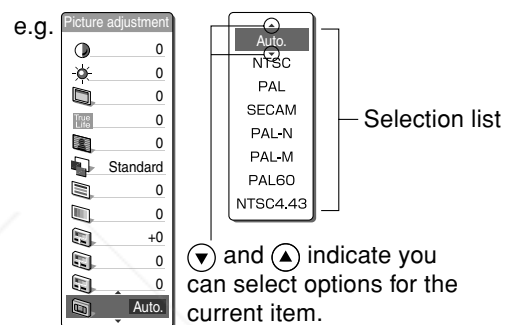 e.g.
Picture adjustment
0
0
0
True Life 0
0
Standard
0
0
+0
0
0
Auto.
Auto.
NTSC
PAL
SECAM
PAL-N
PAL-M
PAL60
NTSC4.43
Selection list
▼ and ▲ indicate you
can select options for the
current item.